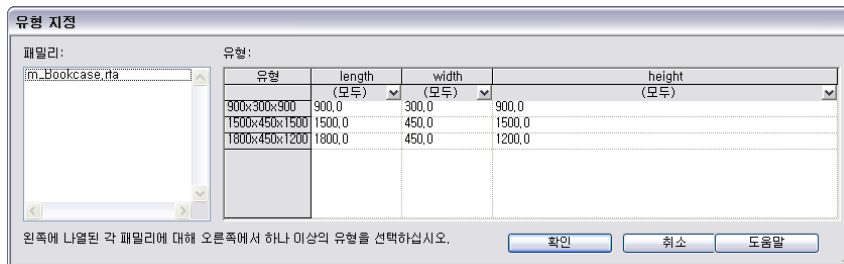 유형 지정
패밀리: 유형:
m_Bookcase.rfa
유형 length width height
(모두) (모두) (모두)
900x300x900 900,0 300,0 900,0
1500x450x1500 1500,0 450,0 1500,0
1800x450x1200 1800,0 450,0 1200,0
왼쪽에 나열된 각 패밀리에 대해 오른쪽에서 하나 이상의 유형을 선택하십시오.
확인 취소 도움말